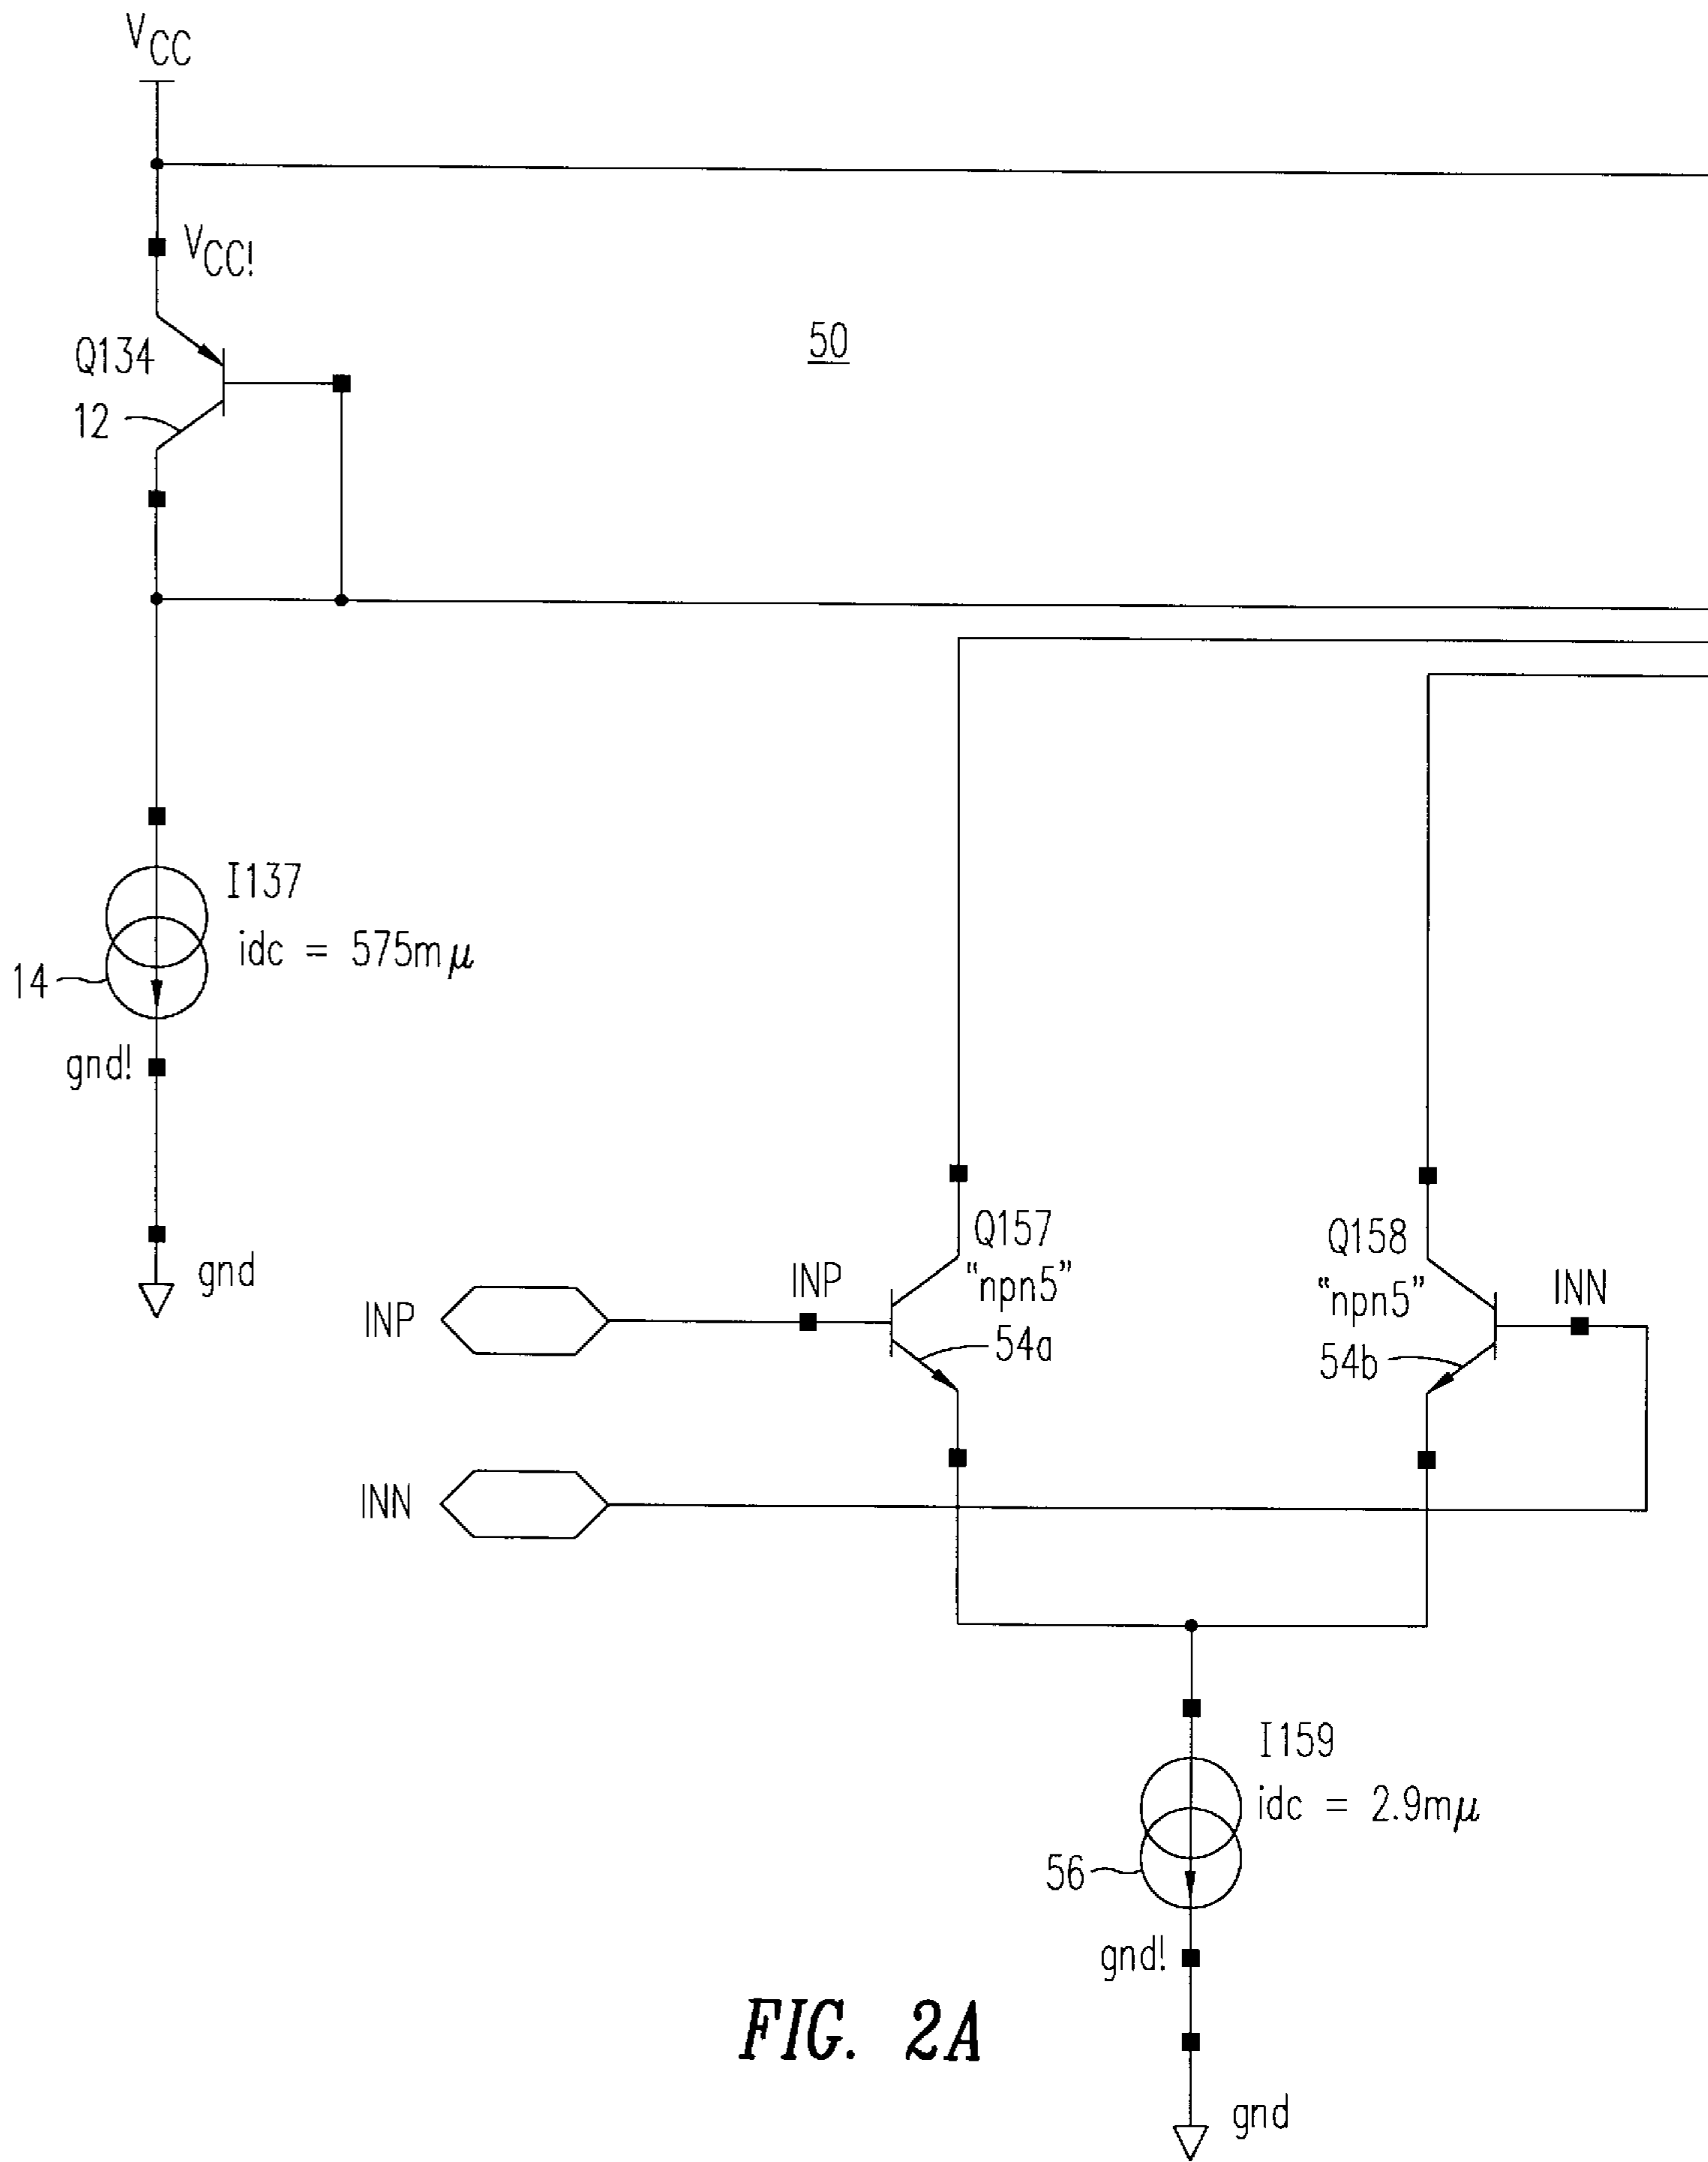 VCC
VCC!
Q134
12
50
I137
idc = 575mμ
14
gnd!
gnd
INP
INP
Q157
"npn5"
54a
Q158
"npn5"
54b
INN
INN
I159
idc = 2.9mμ
56
gnd!
gnd
FIG. 2A